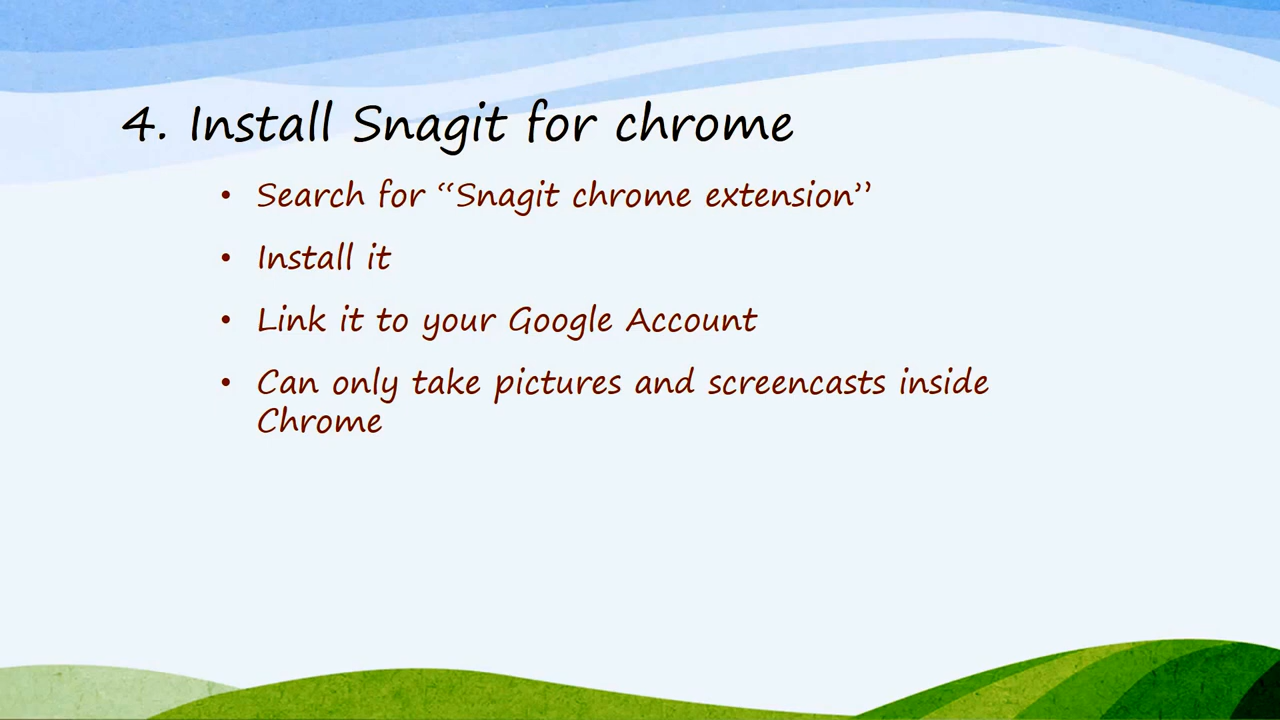 4. Install Snagit for chrome
• Search for “Snagit chrome extension”
• Install it
• Link it to your Google Account
• Can only take pictures and screencasts inside
Chrome